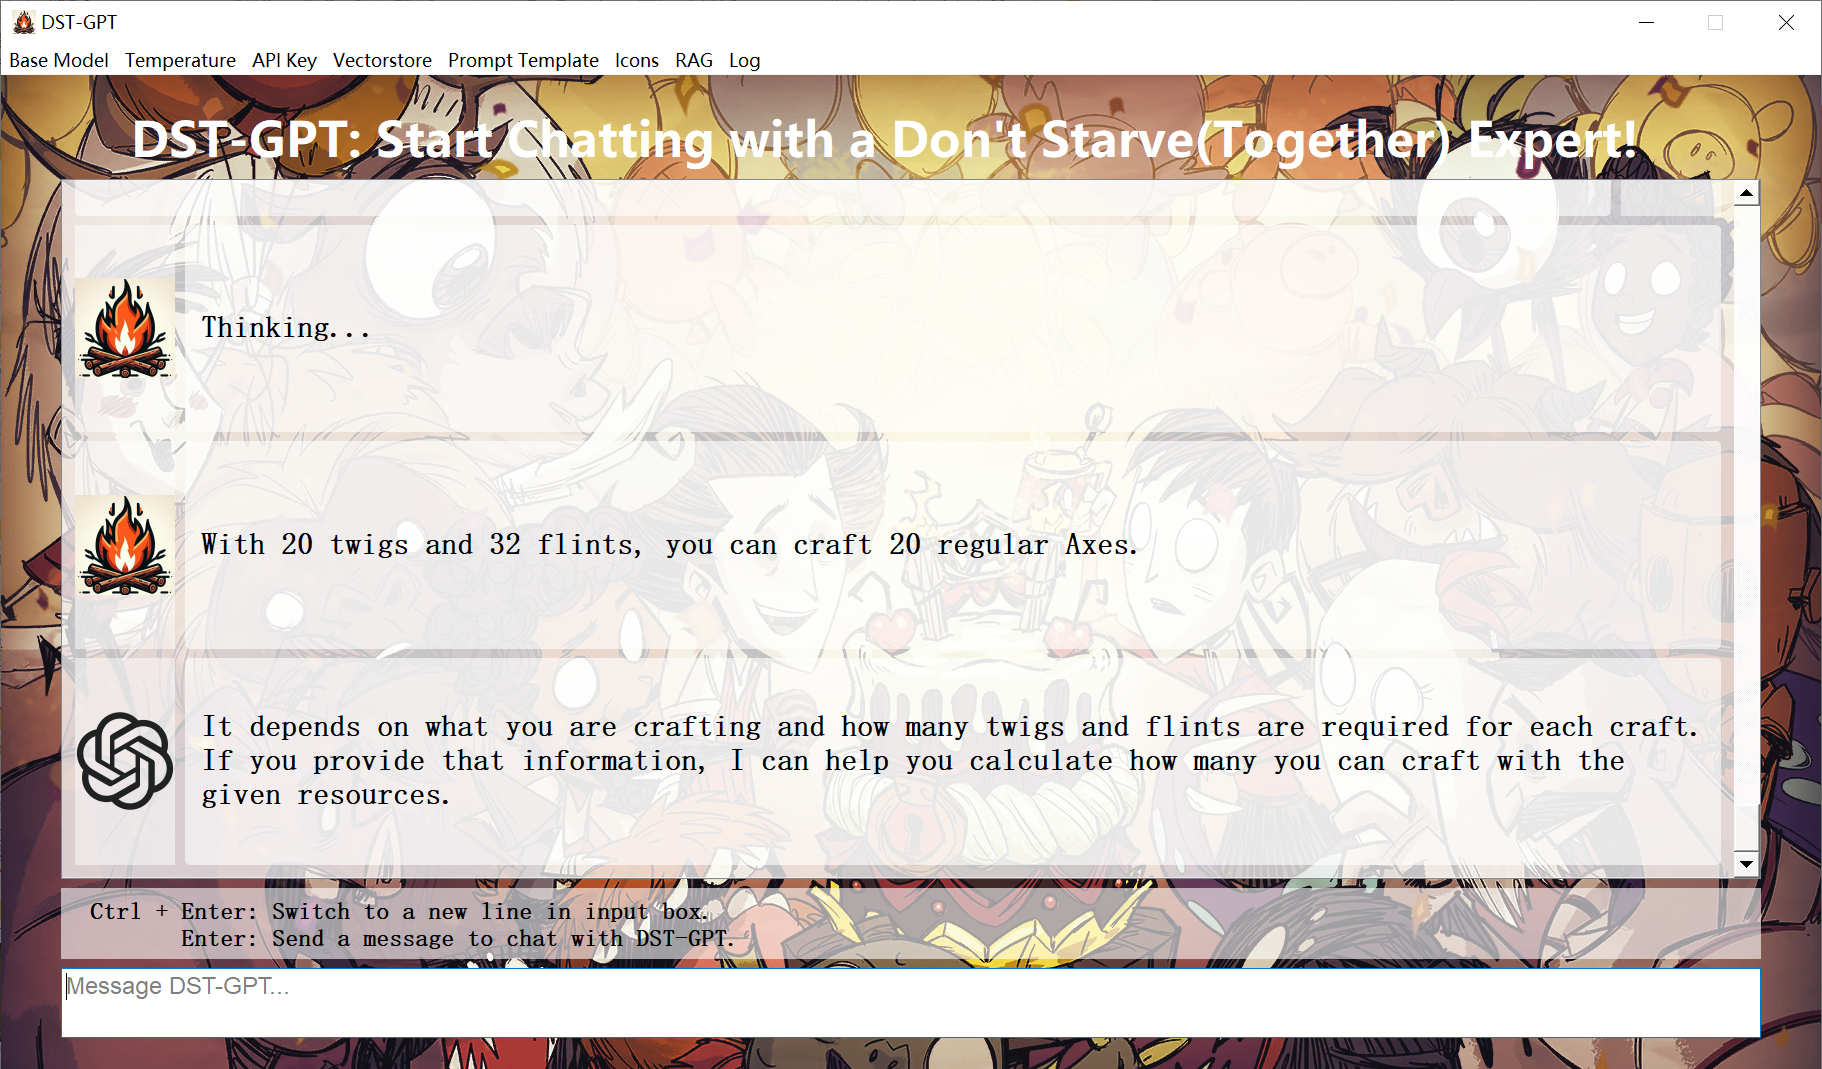 DST-GPT
Base Model Temperature API Key Vectorstore Prompt Template Icons RAG Log
DST-GPT: Start Chatting with a Don't Starve(Together) Expert!
Thinking...
With 20 twigs and 32 flints, you can craft 20 regular Axes.
It depends on what you are crafting and how many twigs and flints are required for each craft.
If you provide that information, I can help you calculate how many you can craft with the
given resources.
Ctrl + Enter: Switch to a new line in input box.
Enter: Send a message to chat with DST-GPT.
Message DST-GPT...